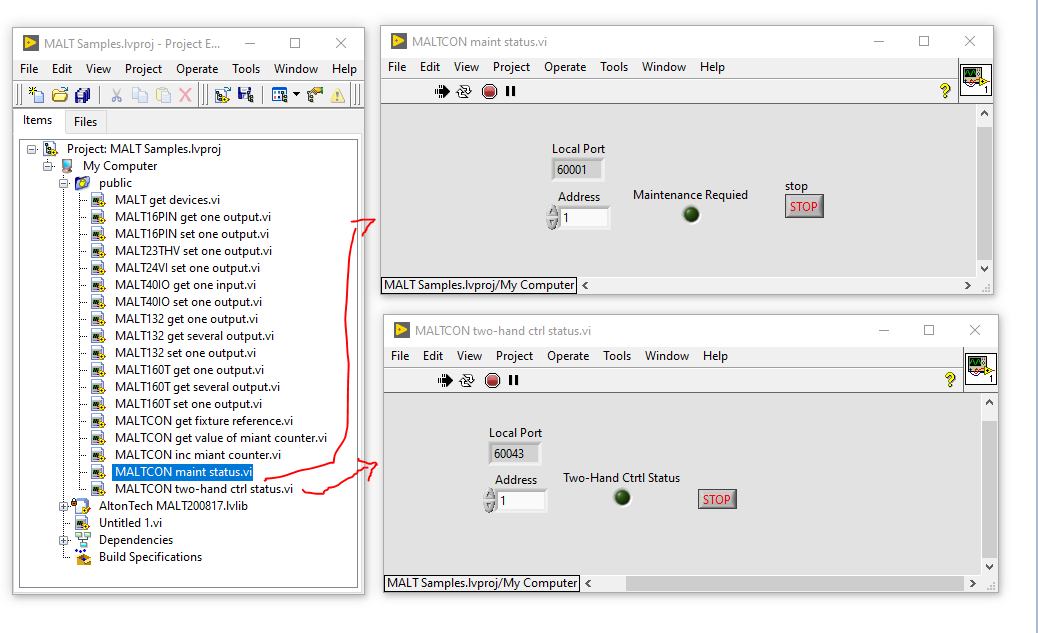 MALT Samples.lvproj - Project E...
File Edit View Project Operate Tools Window Help
Items Files
Project: MALT Samples.lvproj
My Computer
public
MALT get devices.vi
MALT16PIN get one output.vi
MALT16PIN set one output.vi
MALT23THV set one output.vi
MALT24VI set one output.vi
MALT40IO get one input.vi
MALT40IO set one output.vi
MALT132 get one output.vi
MALT132 get several output.vi
MALT132 set one output.vi
MALT160T get one output.vi
MALT160T get several output.vi
MALT160T set one output.vi
MALTCON get fixture reference.vi
MALTCON get value of miant counter.vi
MALTCON inc miant counter.vi
MALTCON maint status.vi
MALTCON two-hand ctrl status.vi
AltonTech MALT200817.lvlib
Untitled 1.vi
Dependencies
Build Specifications
MALTCON maint status.vi
File Edit View Project Operate Tools Window Help
1
Local Port
60001
Address
1
Maintenance Requied
stop
STOP
MALT Samples.lvproj/My Computer
MALTCON two-hand ctrl status.vi
File Edit View Project Operate Tools Window Help
1
Local Port
60043
Address
1
Two-Hand Ctrtl Status
STOP
MALT Samples.lvproj/My Computer